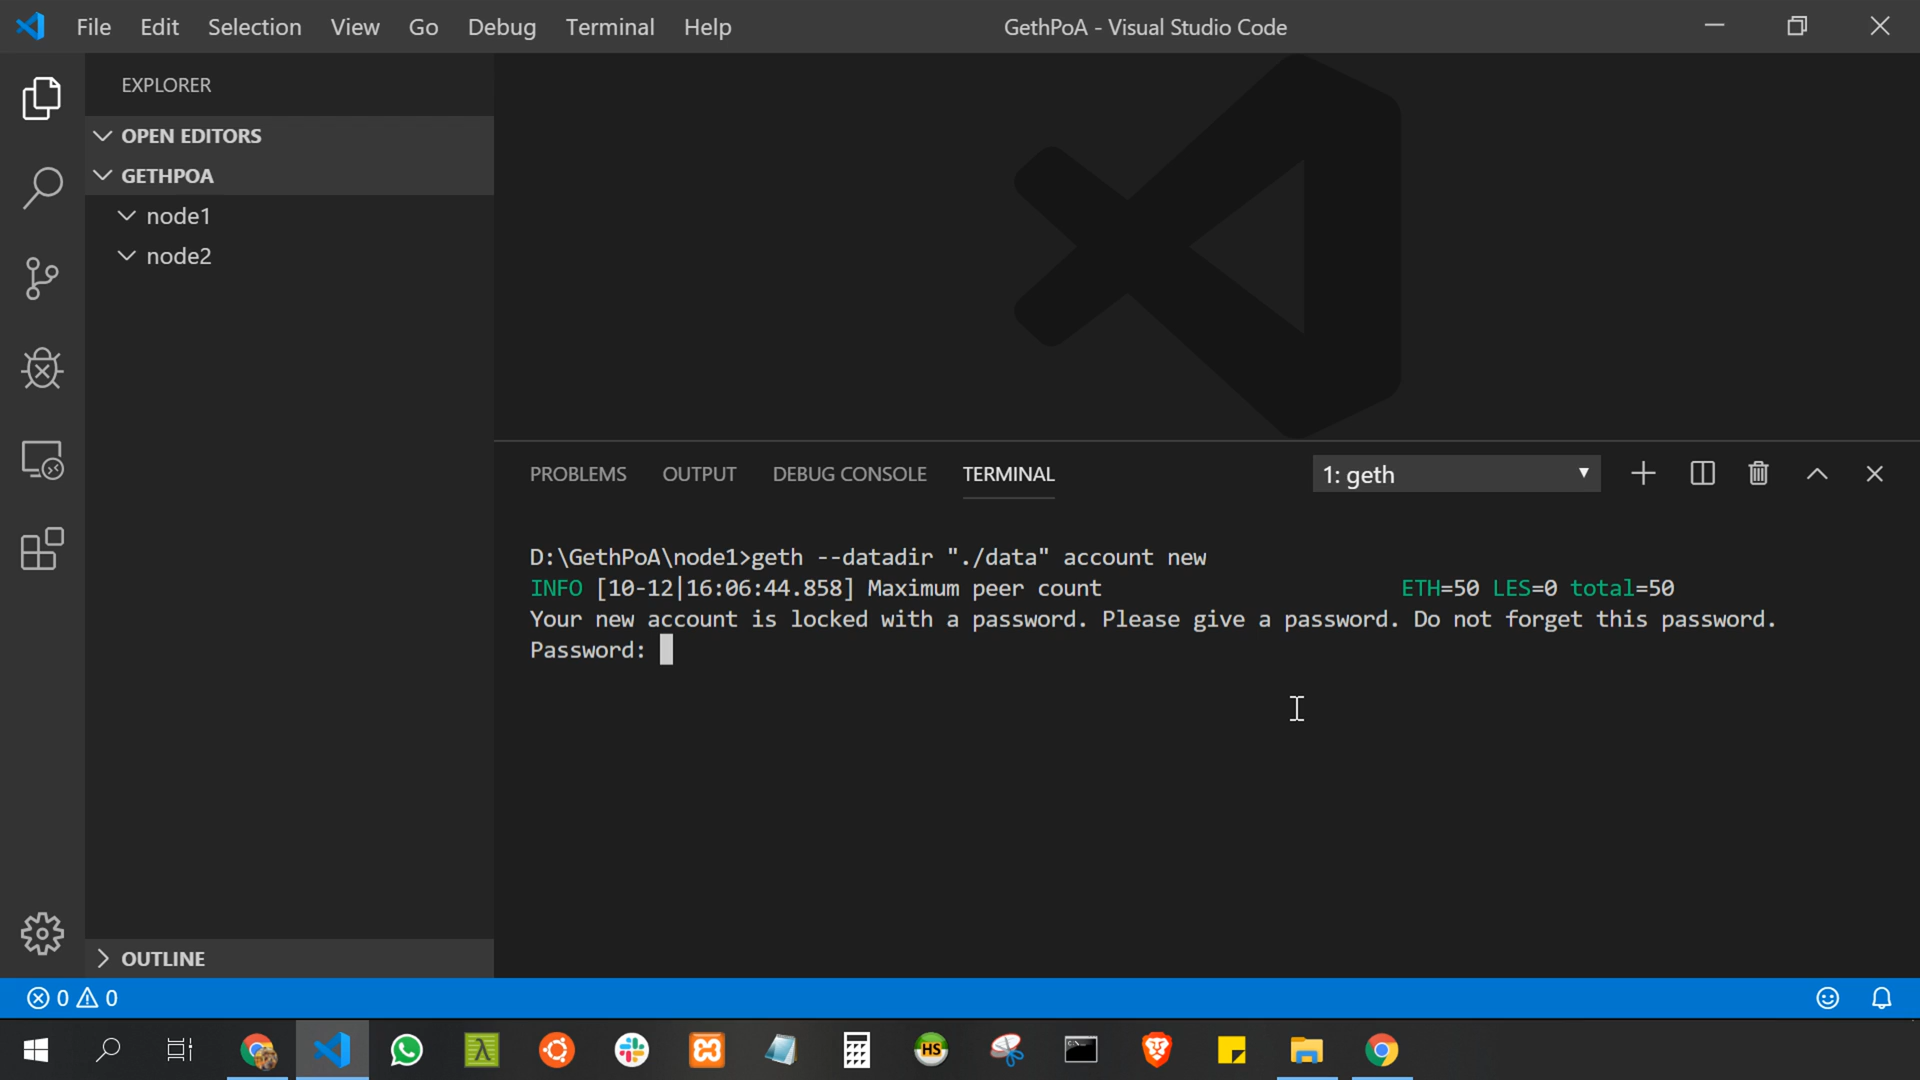 File Edit Selection View Go Debug Terminal Help GethPoA - Visual Studio Code
EXPLORER
OPEN EDITORS
GETHPOA
node1
node2
PROBLEMS OUTPUT DEBUG CONSOLE TERMINAL 1: geth
D:\GethPoA\node1>geth --datadir "./data" account new
INFO [10-12|16:06:44.858] Maximum peer count ETH=50 LES=0 total=50
Your new account is locked with a password. Please give a password. Do not forget this password.
Password:
OUTLINE
0 0
λ HS